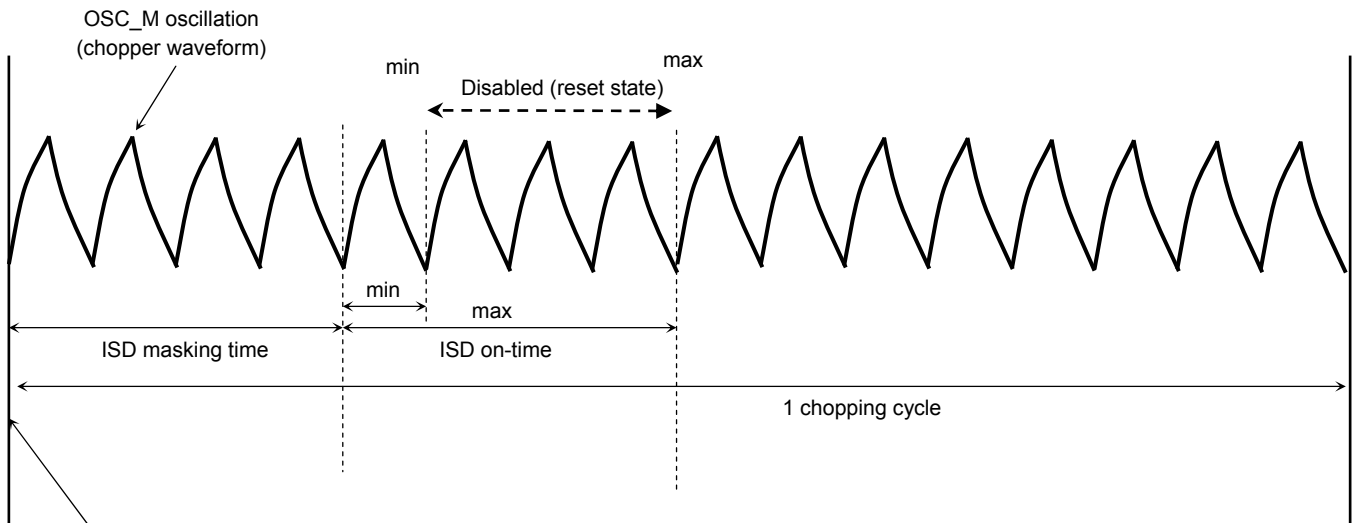 OSC_M oscillation
(chopper waveform)
min
max
Disabled (reset state)
min
max
ISD masking time
ISD on-time
1 chopping cycle